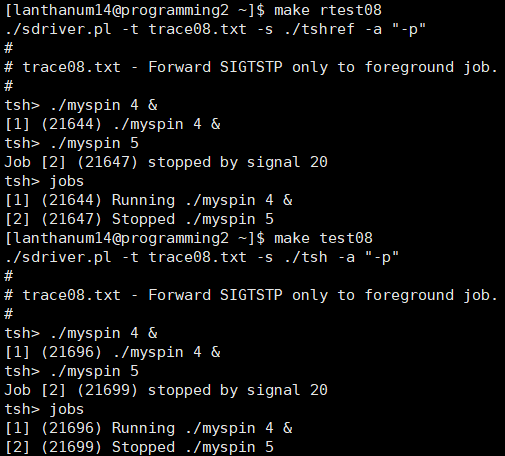 [lanthanum14@programming2 ~]$ make rtest08
./sdriver.pl -t trace08.txt -s ./tshref -a "-p"
#
# trace08.txt - Forward SIGTSTP only to foreground job.
#
tsh> ./myspin 4 &
[1] (21644) ./myspin 4 &
tsh> ./myspin 5
Job [2] (21647) stopped by signal 20
tsh> jobs
[1] (21644) Running ./myspin 4 &
[2] (21647) Stopped ./myspin 5
[lanthanum14@programming2 ~]$ make test08
./sdriver.pl -t trace08.txt -s ./tsh -a "-p"
#
# trace08.txt - Forward SIGTSTP only to foreground job.
#
tsh> ./myspin 4 &
[1] (21696) ./myspin 4 &
tsh> ./myspin 5
Job [2] (21699) stopped by signal 20
tsh> jobs
[1] (21696) Running ./myspin 4 &
[2] (21699) Stopped ./myspin 5